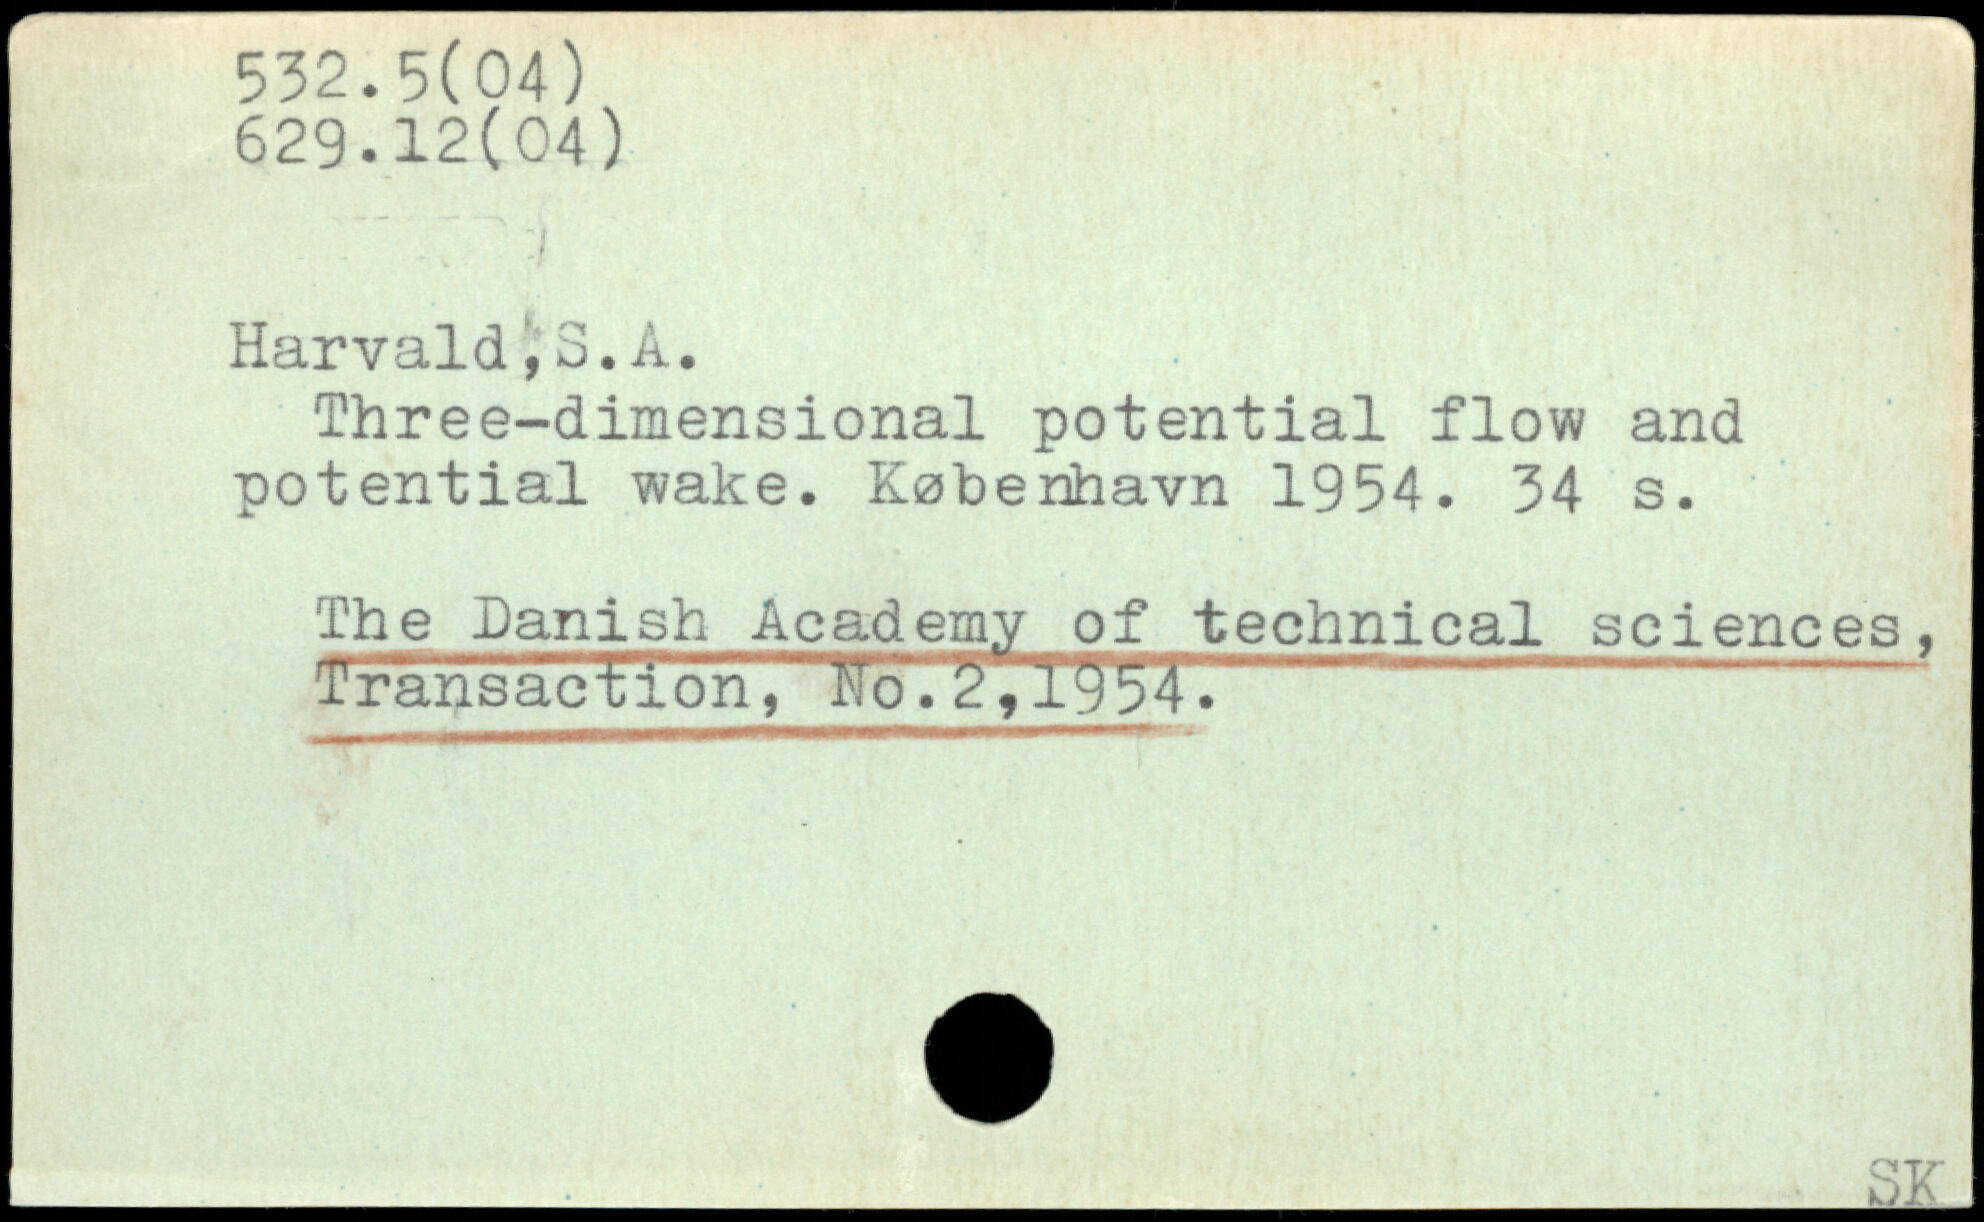 532.5(04)
629.12(04)
Harvald,S.A.
Three-dimensional potential flow and
potential wake. København 1954. 34 s.
The Danish Academy of technical sciences,
Transaction, No.2,1954.
SK